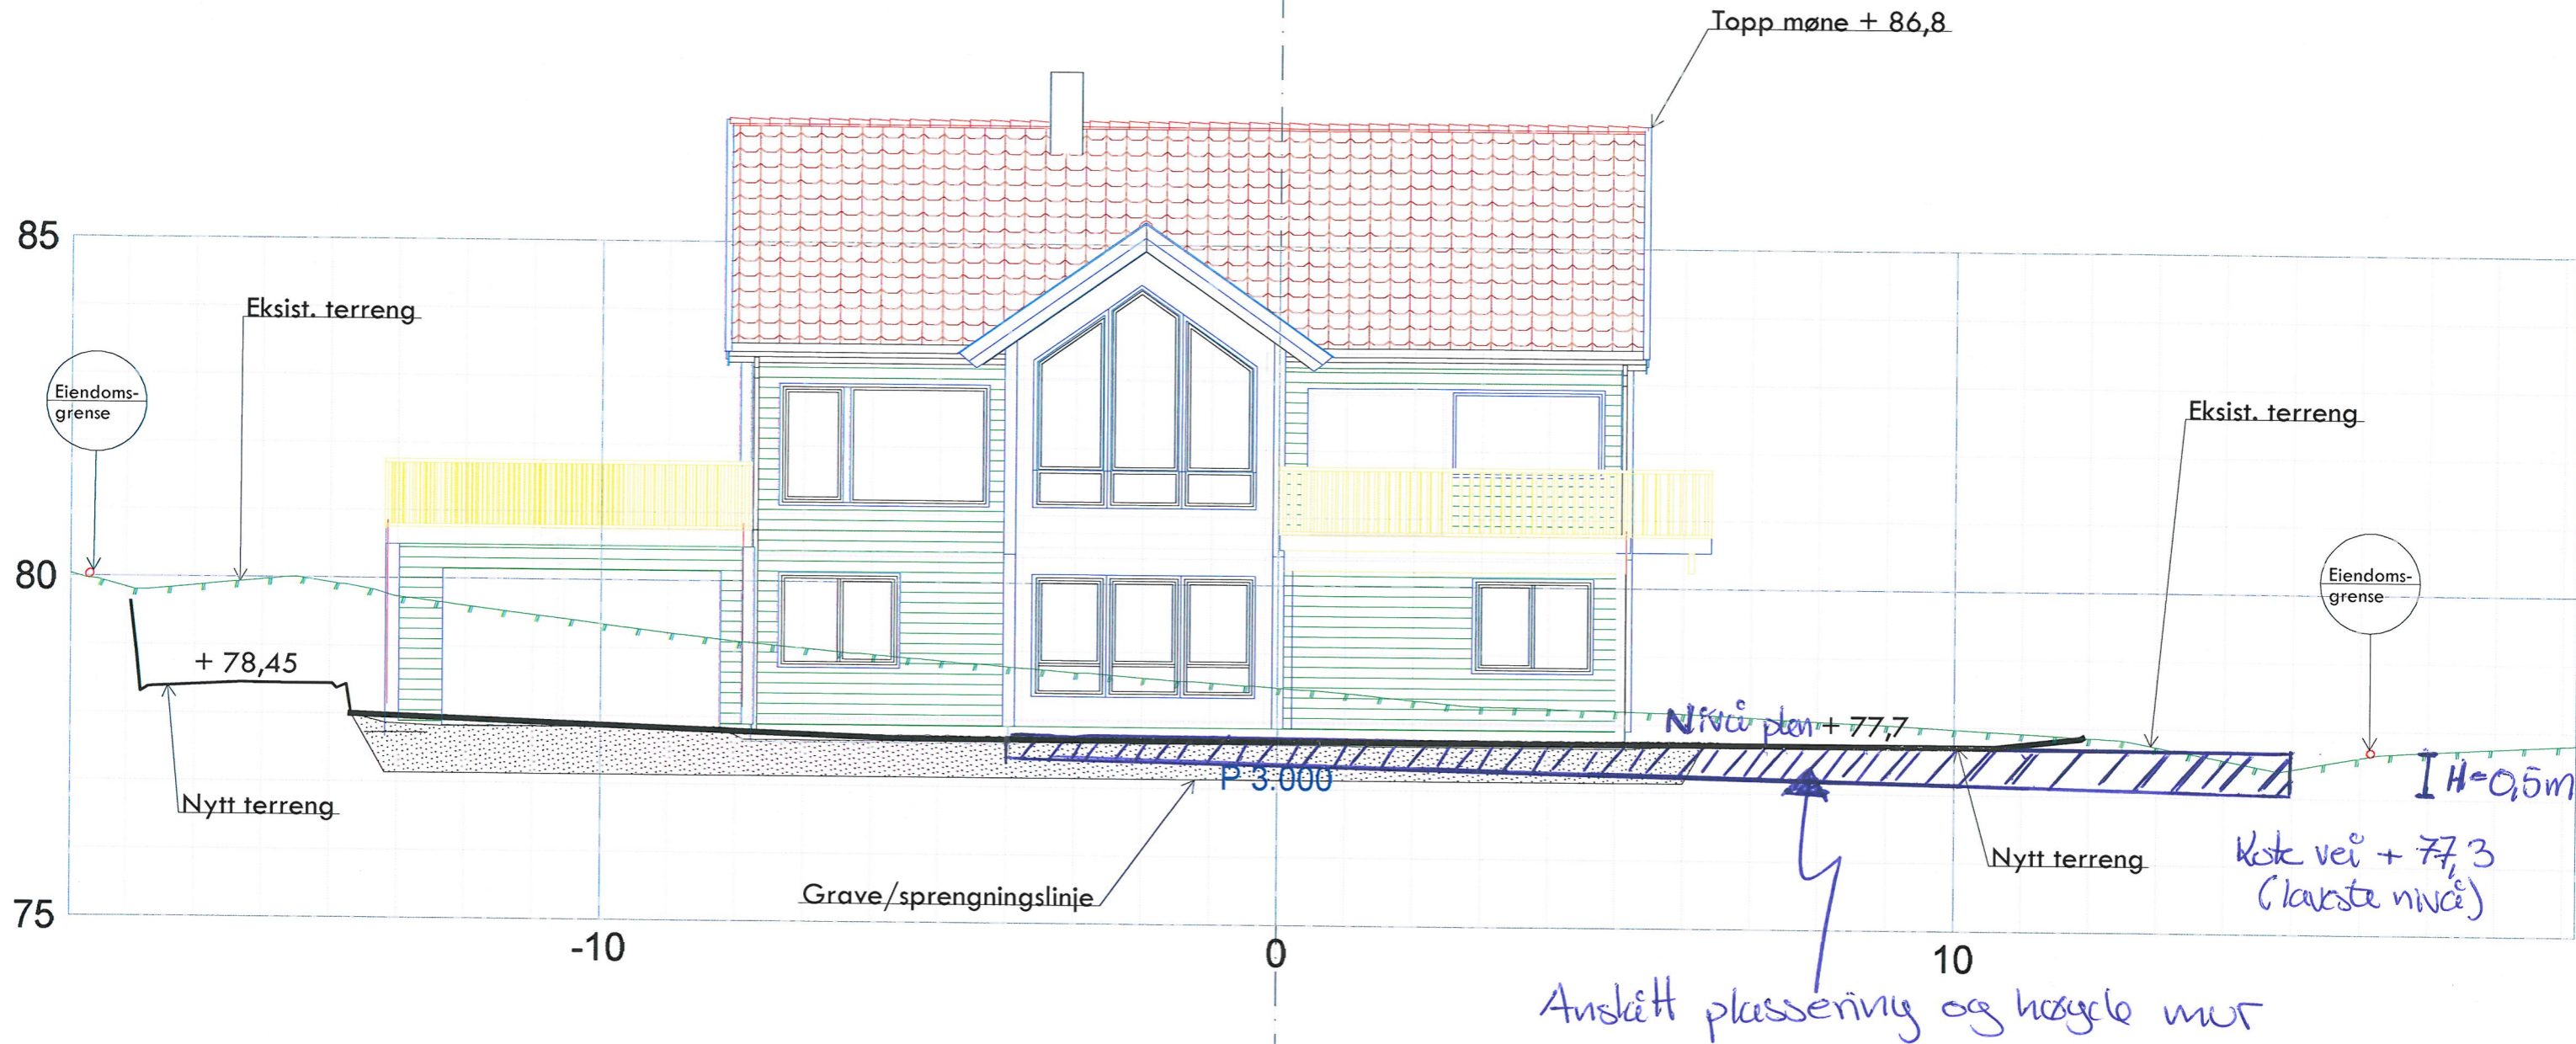 Topp møne + 86,8
85
Eksist. terreng
Eiendoms-
grense
Eksist. terreng
80
Eiendoms-
grense
+ 78,45
Nivå plen + 77,7
P 3.000
H=0,5m
Nytt terreng
Nytt terreng
Kote vei + 77,3
(laveste nivå)
Grave/sprengningslinje
75
-10
0
10
Anslått plassering og høyde mur